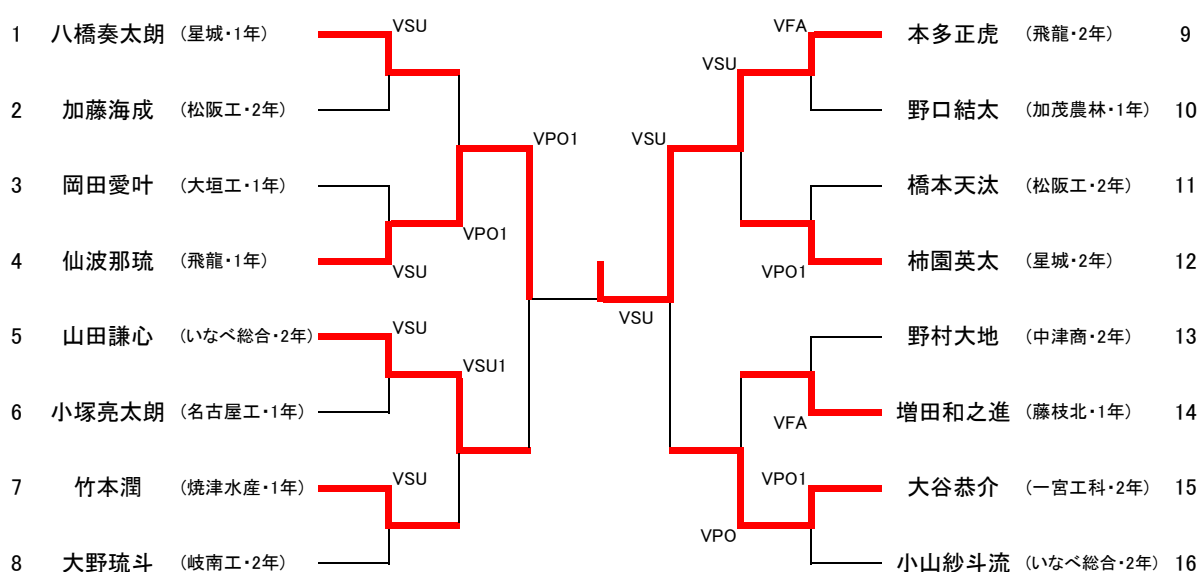 1 八橋奏太朗 (星城・1年) VSU
2 加藤海成 (松阪工・2年)
VPO1
3 岡田愛叶 (大垣工・1年)
VPO1
4 仙波那琉 (飛龍・1年) VSU
5 山田謙心 (いなべ総合・2年) VSU
VSU1
6 小塚亮太朗 (名古屋工・1年)
7 竹本潤 (焼津水産・1年) VSU
8 大野琉斗 (岐南工・2年)
VSU
VFA 本多正虎 (飛龍・2年) 9
VSU
野口結太 (加茂農林・1年) 10
VSU
橋本天汰 (松阪工・2年) 11
VPO1 柿園英太 (星城・2年) 12
野村大地 (中津商・2年) 13
VFA 増田和之進 (藤枝北・1年) 14
VPO1 大谷恭介 (一宮工科・2年) 15
VPO
小山紗斗流 (いなべ総合・2年) 16